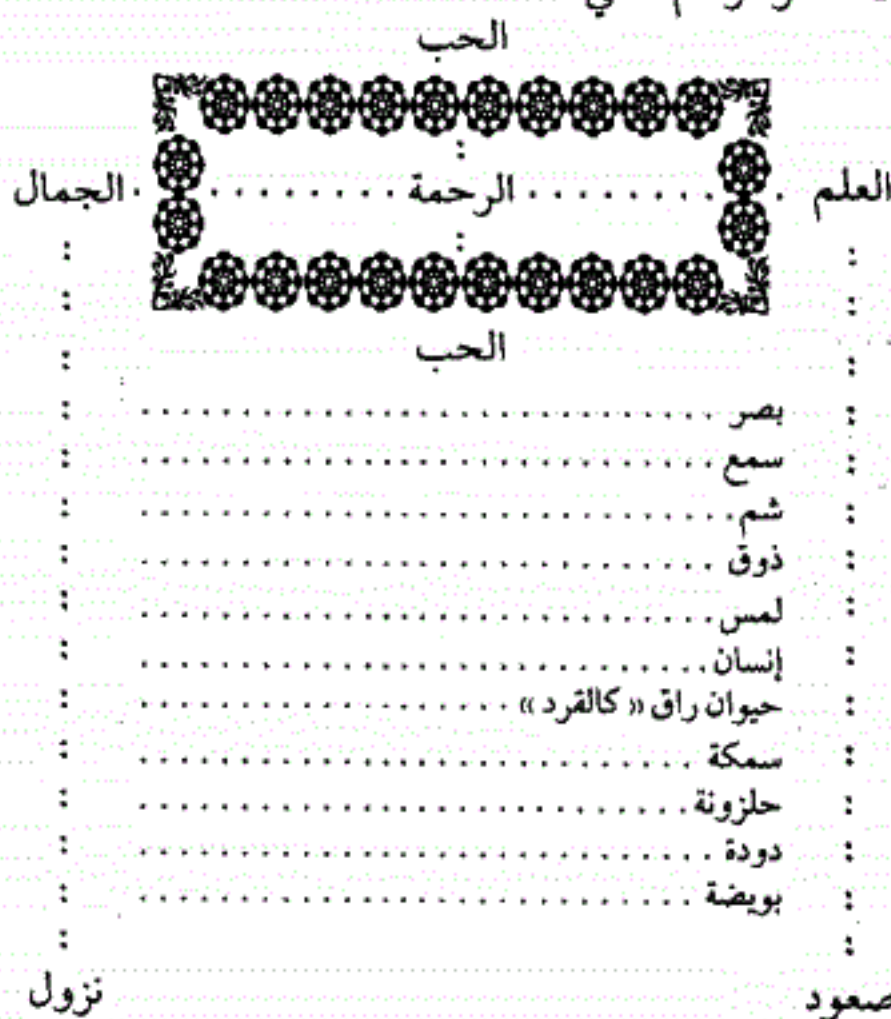 الحب
العلم . . . . . . . . . الرحمة . . . . . . . . . الجمال
الحب
بصر . . . . . . . . . . . . . . . . . . . . . . . . . . . .
سمع . . . . . . . . . . . . . . . . . . . . . . . . . . . .
شم . . . . . . . . . . . . . . . . . . . . . . . . . . . .
ذوق . . . . . . . . . . . . . . . . . . . . . . . . . . . .
لمس . . . . . . . . . . . . . . . . . . . . . . . . . . . .
إنسان . . . . . . . . . . . . . . . . . . . . . . . . . . . .
حيوان راق « كالقرد » . . . . . . . . . . . . . . . . . .
سمكة . . . . . . . . . . . . . . . . . . . . . . . . . . . .
حلزونة . . . . . . . . . . . . . . . . . . . . . . . . . . .
دودة . . . . . . . . . . . . . . . . . . . . . . . . . . . .
بويضة . . . . . . . . . . . . . . . . . . . . . . . . . . .
صعود نزول